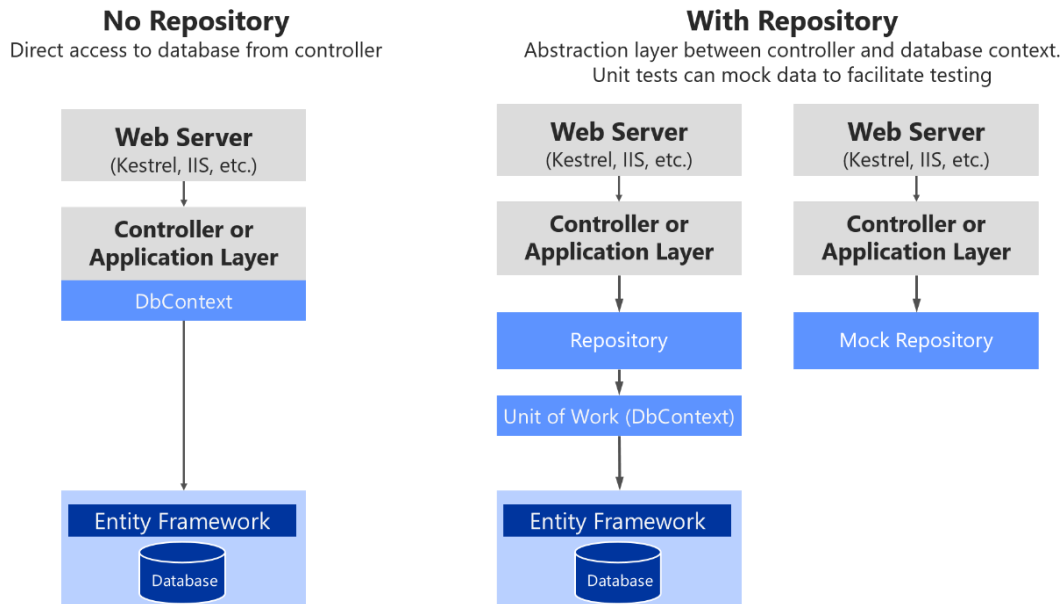 No Repository
Direct access to database from controller
Web Server
(Kestrel, IIS, etc.)
Controller or
Application Layer
DbContext
Entity Framework
Database
With Repository
Abstraction layer between controller and database context.
Unit tests can mock data to facilitate testing
Web Server
(Kestrel, IIS, etc.)
Controller or
Application Layer
Repository
Unit of Work (DbContext)
Entity Framework
Database
Web Server
(Kestrel, IIS, etc.)
Controller or
Application Layer
Mock Repository